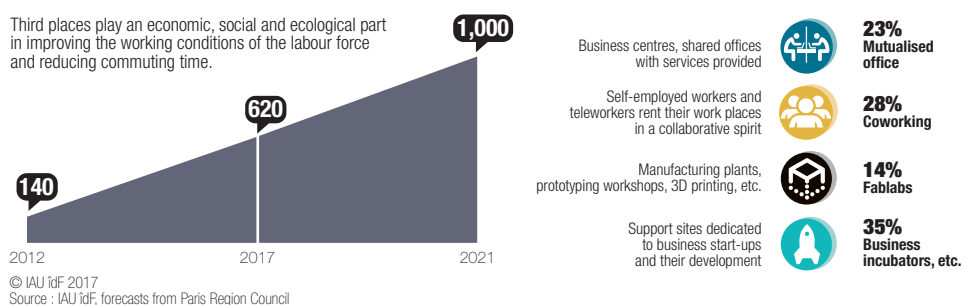 Third places play an economic, social and ecological part
in improving the working conditions of the labour force
and reducing commuting time.
140
620
1,000
2012
2017
2021
© IAU îdF 2017
Source : IAU îdF, forecasts from Paris Region Council
Business centres, shared offices
with services provided
23%
Mutualised
office
Self-employed workers and
teleworkers rent their work places
in a collaborative spirit
28%
Coworking
Manufacturing plants,
prototyping workshops, 3D printing, etc.
14%
Fablabs
Support sites dedicated
to business start-ups
and their development
35%
Business
incubators, etc.